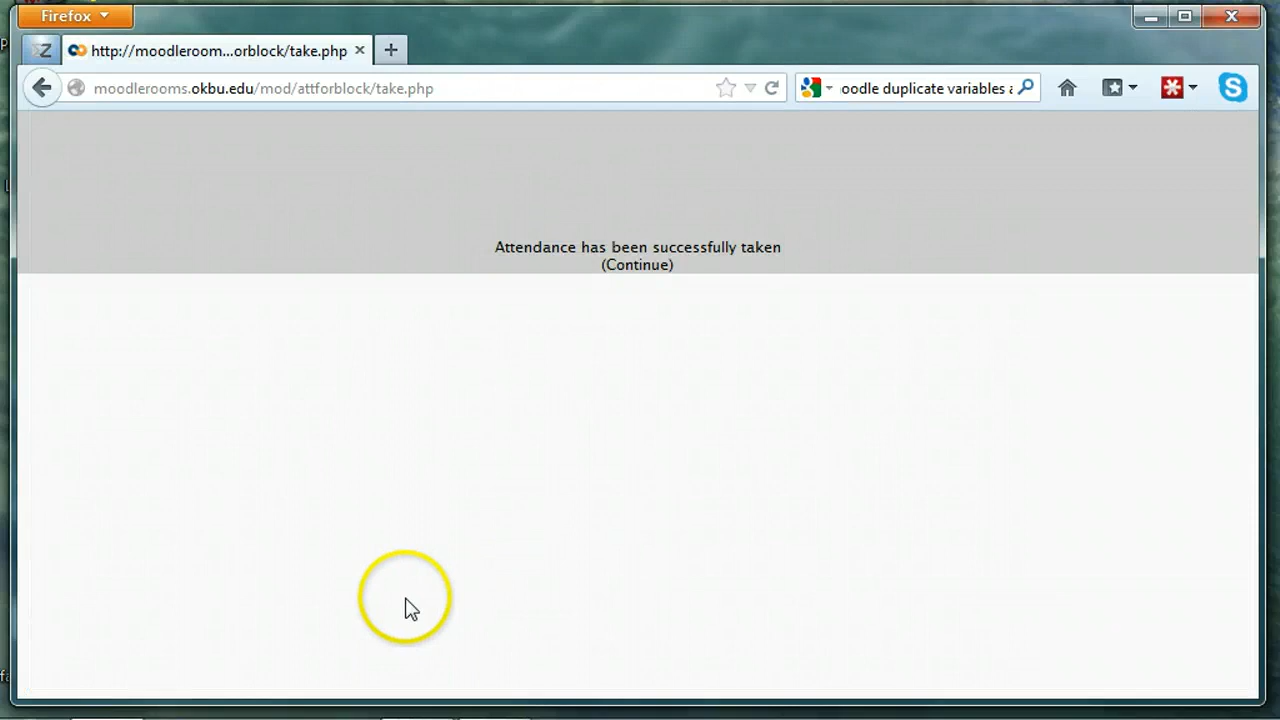 Firefox
http://moodleroom...orblock/take.php
moodlerooms.okbu.edu/mod/attforblock/take.php
oodle duplicate variables
Attendance has been successfully taken
(Continue)